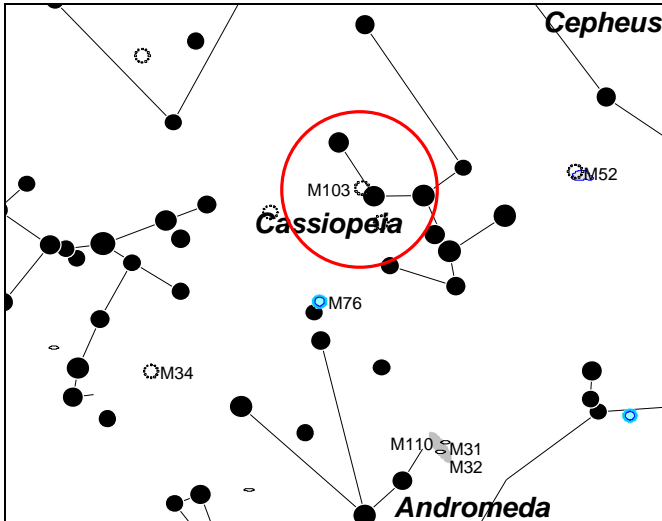 Cepheus
M52
M103
Cassiopeia
M76
M34
M110
M31
M32
Andromeda